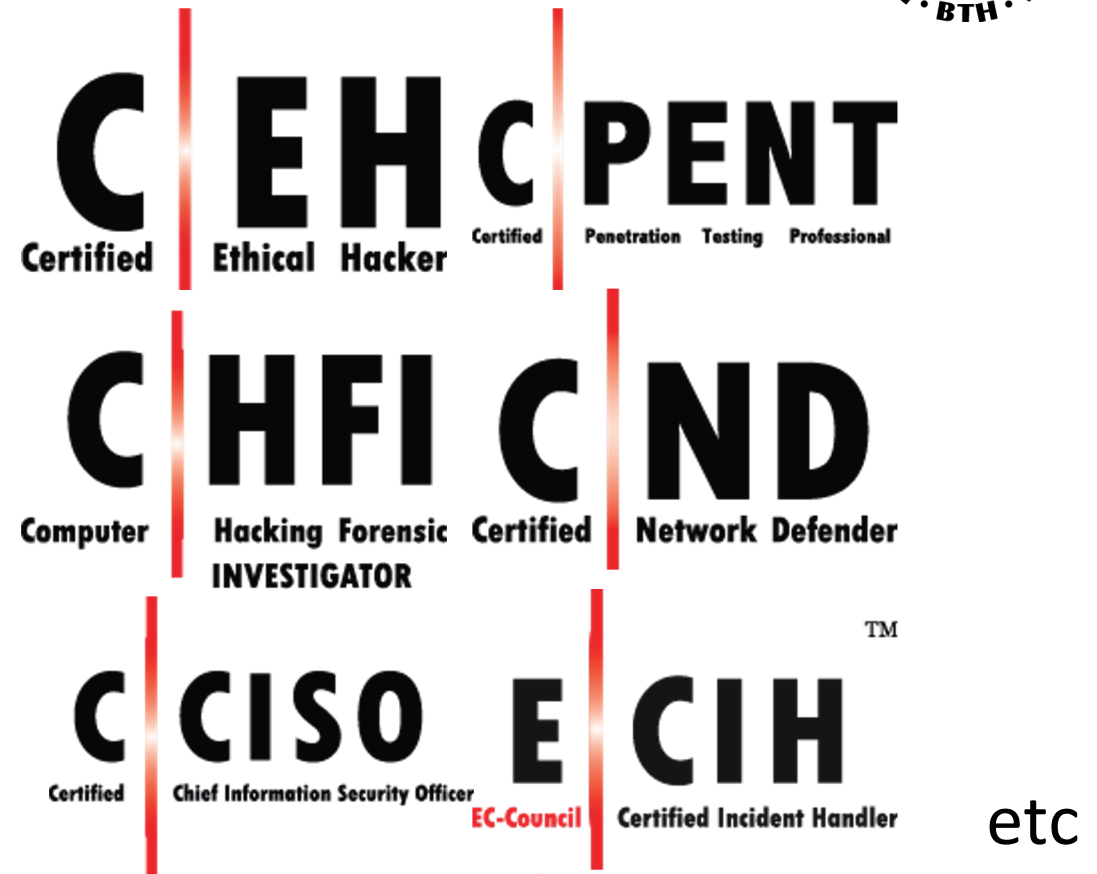 · BTH ·
C EH
Certified Ethical Hacker
C PENT
Certified Penetration Testing Professional
C HFI
Computer Hacking Forensic
INVESTIGATOR
C ND
Certified Network Defender
C CISO
Certified Chief Information Security Officer
TM
E CIH
EC-Council Certified Incident Handler
etc